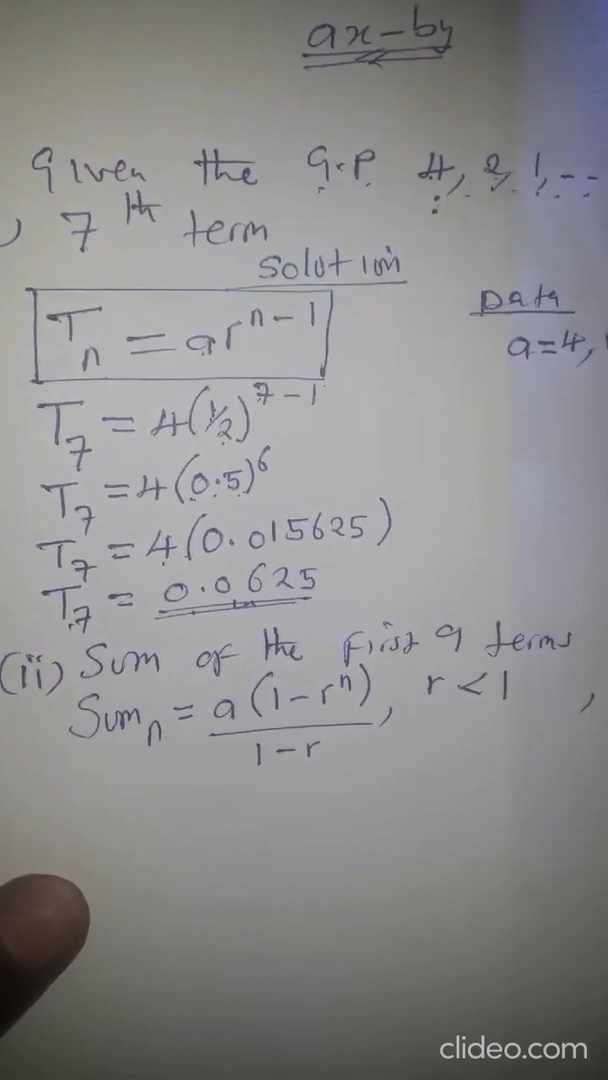 ax-by
Given the G.P 4, 2, 1, --
, 7th term
Solution
Tn = ar^n-1
Data
a=4,
T7 = 4(1/2)^7-1
T7 = 4(0.5)^6
T7 = 4(0.015625)
T7 = 0.0625
(ii) Sum of the first 9 terms
Sumn = a(1-r^n)/1-r, r<1 ,
clideo.com